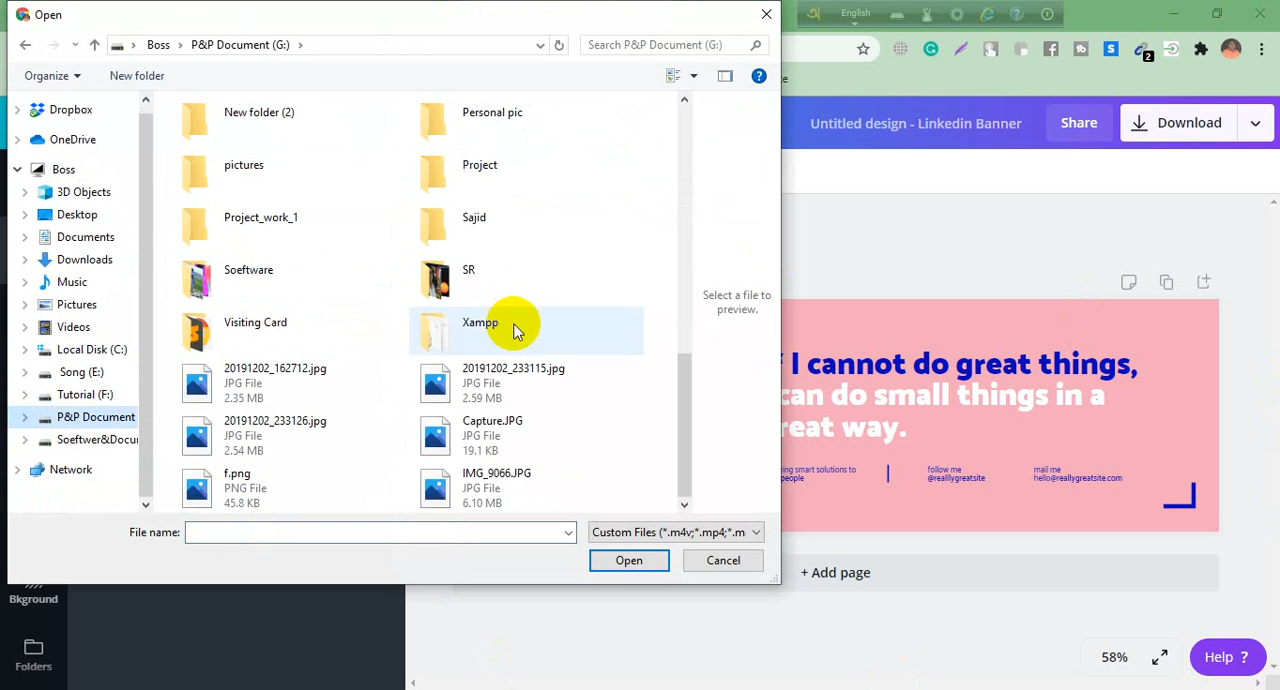 Open
English
Boss
P&P Document (G:)
Search P&P Document (G:)
Organize
New folder
Dropbox
OneDrive
Boss
3D Objects
Desktop
Documents
Downloads
Music
Pictures
Videos
Local Disk (C:)
Song (E:)
Tutorial (F:)
P&P Document
Soeftwer&Docu
Network
New folder (2)
Personal pic
pictures
Project
Project_work_1
Sajid
Soeftware
SR
Visiting Card
Xampp
20191202_162712.jpg
JPG File
2.35 MB
20191202_233115.jpg
JPG File
2.59 MB
20191202_233126.jpg
JPG File
2.54 MB
Capture.JPG
JPG File
19.1 KB
f.png
PNG File
45.8 KB
IMG_9066.JPG
JPG File
6.10 MB
Select a file to
preview.
File name:
Custom Files (*.m4v;*.mp4;*.m
Open
Cancel
2
Untitled design - Linkedin Banner
Share
Download
I cannot do great things,
can do small things in a
reat way.
ring smart solutions to
people
follow me
@reallygreatsite
mail me
hello@reallygreatsite.com
+ Add page
Bkground
Folders
58%
Help ?